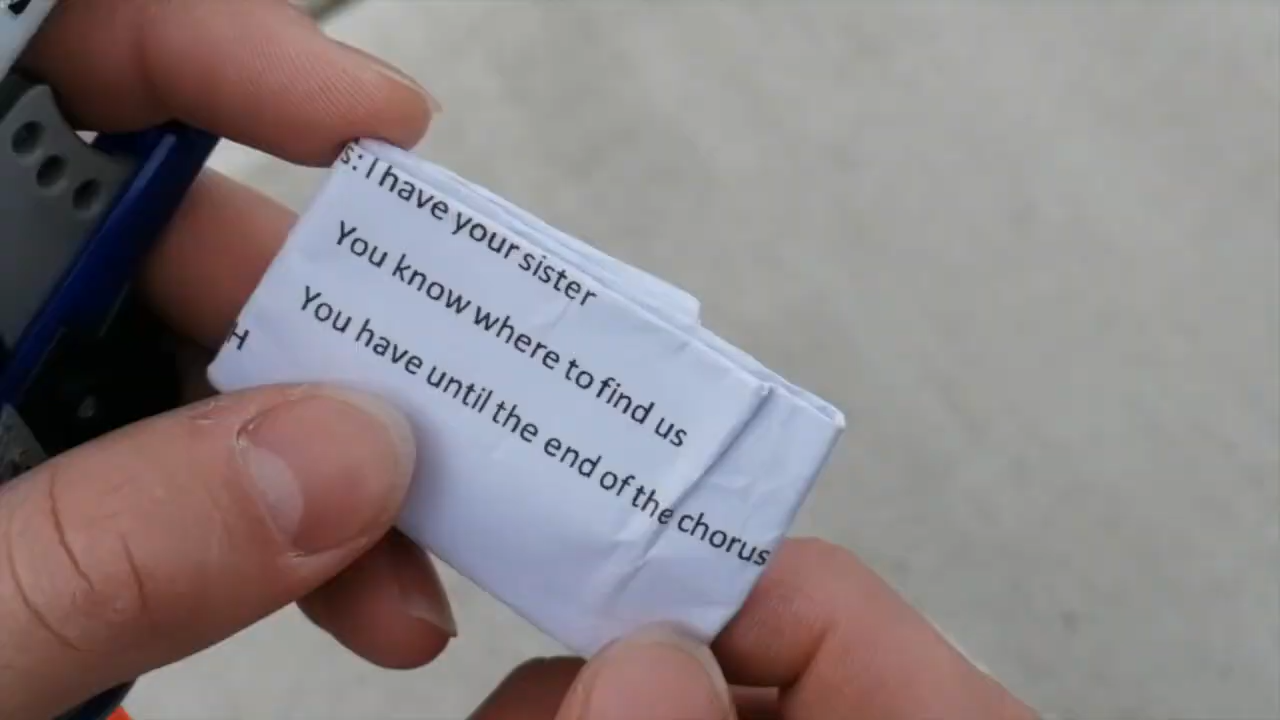 s: I have your sister
You know where to find us
You have until the end of the chorus
H